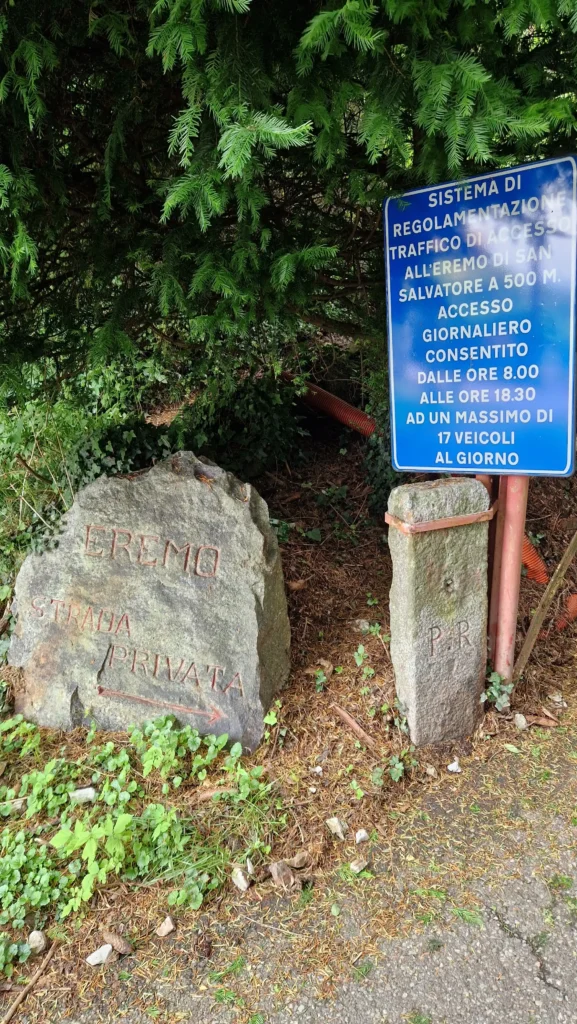 SISTEMA DI
REGOLAMENTAZIONE
TRAFFICO DI ACCESSO
ALL'EREMO DI SAN
SALVATORE A 500 M.
ACCESSO
GIORNALIERO
CONSENTITO
DALLE ORE 8.00
ALLE ORE 18.30
AD UN MASSIMO DI
17 VEICOLI
AL GIORNO
EREMO
STRADA
PRIVATA
P.R